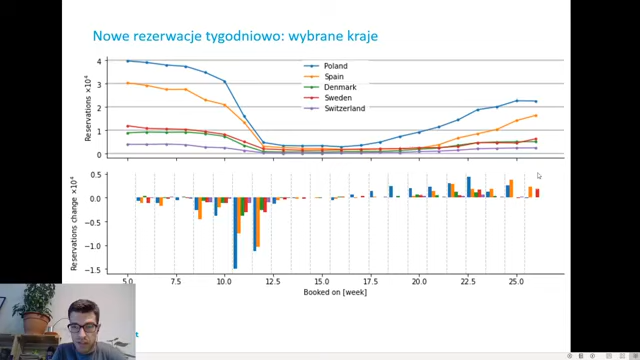 Nowe rezerwacje tygodniowo: wybrane kraje
Reservations ×10⁴
4
3
2
1
0
Poland
Spain
Denmark
Sweden
Switzerland
Reservations change ×10⁴
0.5
0.0
−0.5
−1.0
−1.5
5.0 7.5 10.0 12.5 15.0 17.5 20.0 22.5 25.0
Booked on [week]
t